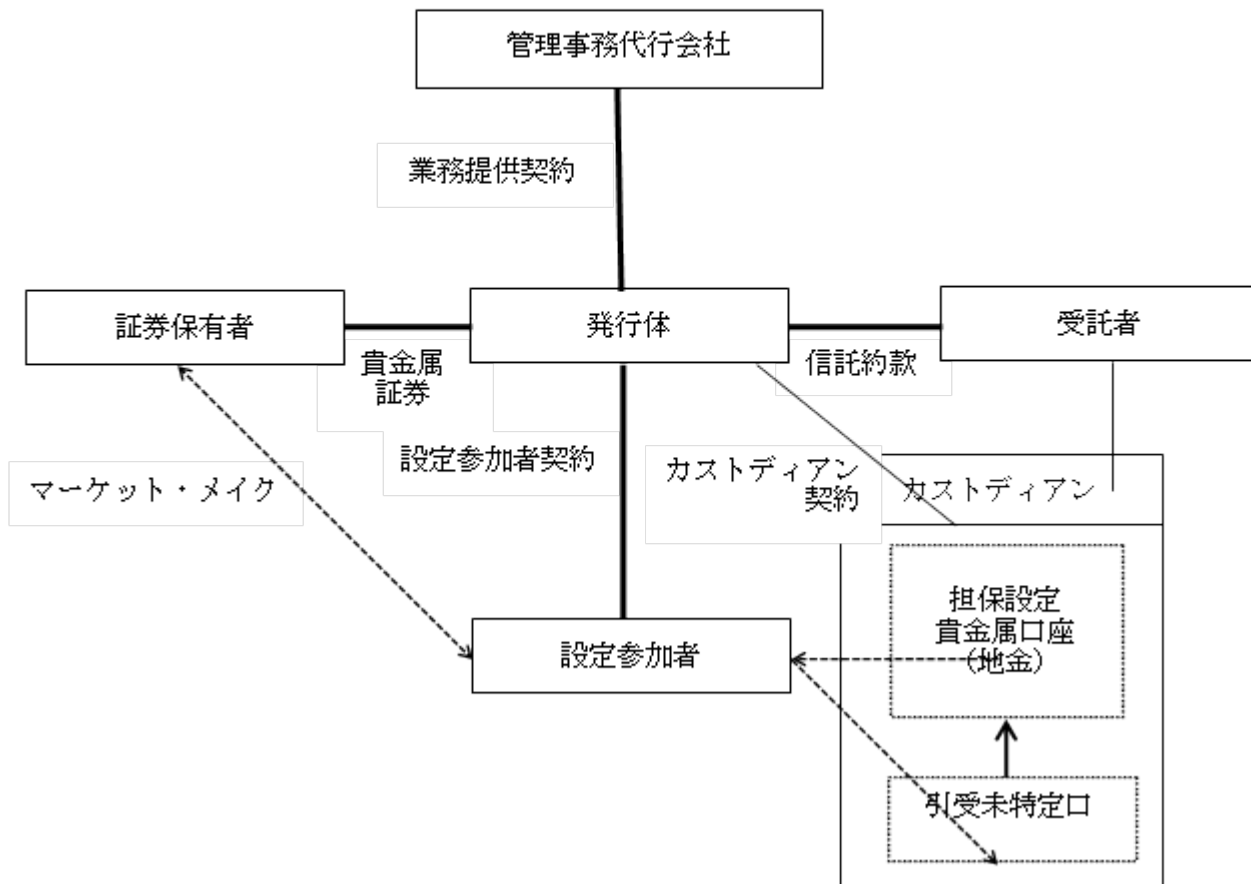 管理事務代行会社
業務提供契約
証券保有者
発行体
受託者
貴金属
証券
信託約款
設定参加者契約
カストディアン
契約
カストディアン
マーケット・メイク
担保設定
貴金属口座
(地金)
設定参加者
引受未特定口